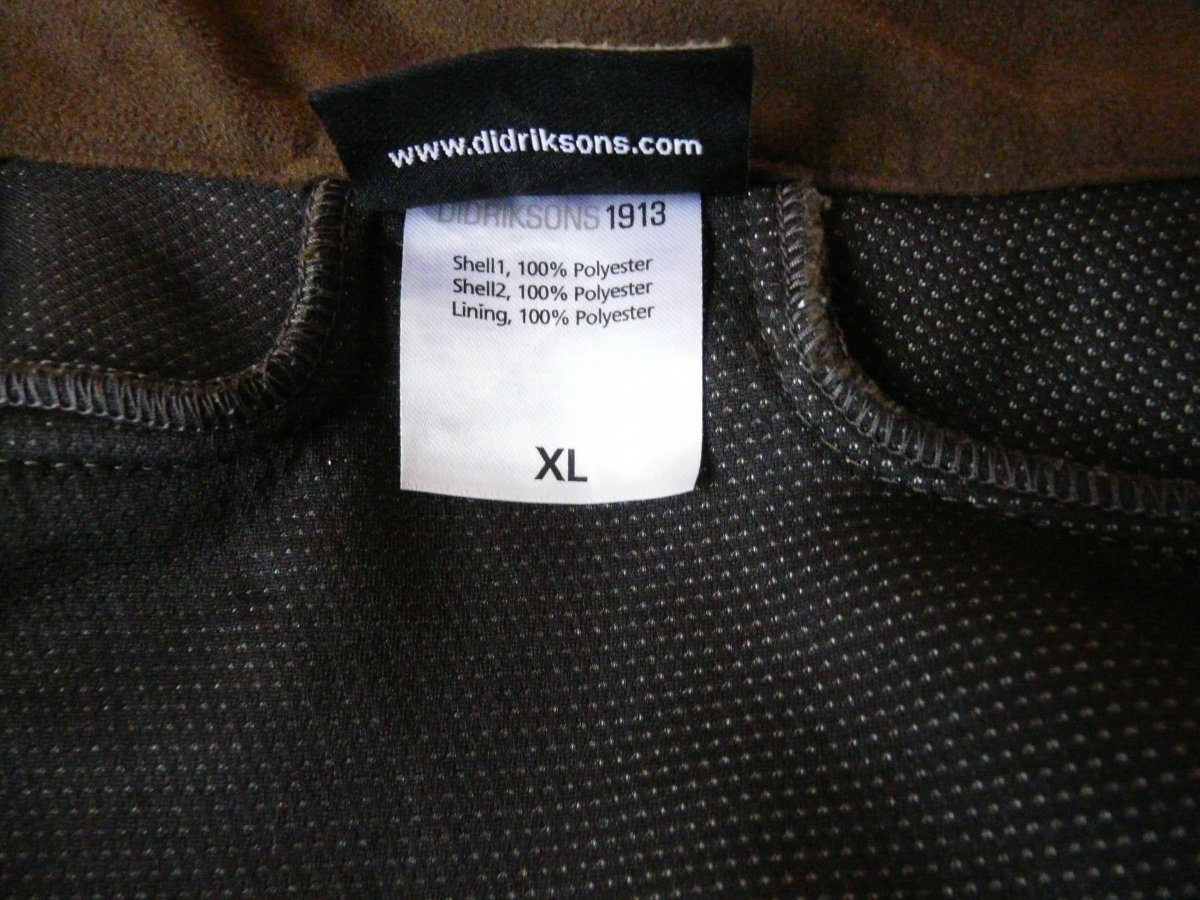 www.didriksons.com
DIDRIKSONS 1913
Shell1, 100% Polyester
Shell2, 100% Polyester
Lining, 100% Polyester
XL